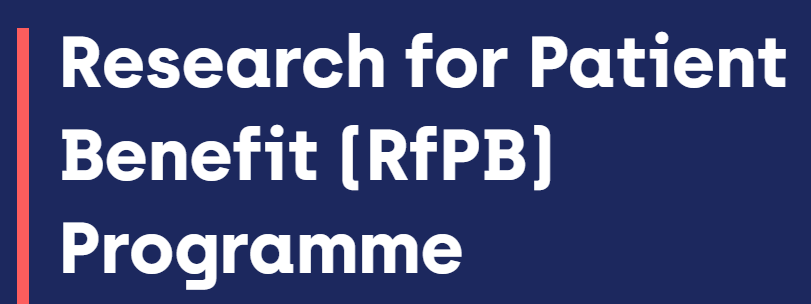 Research for Patient
Benefit (RfPB)
Programme